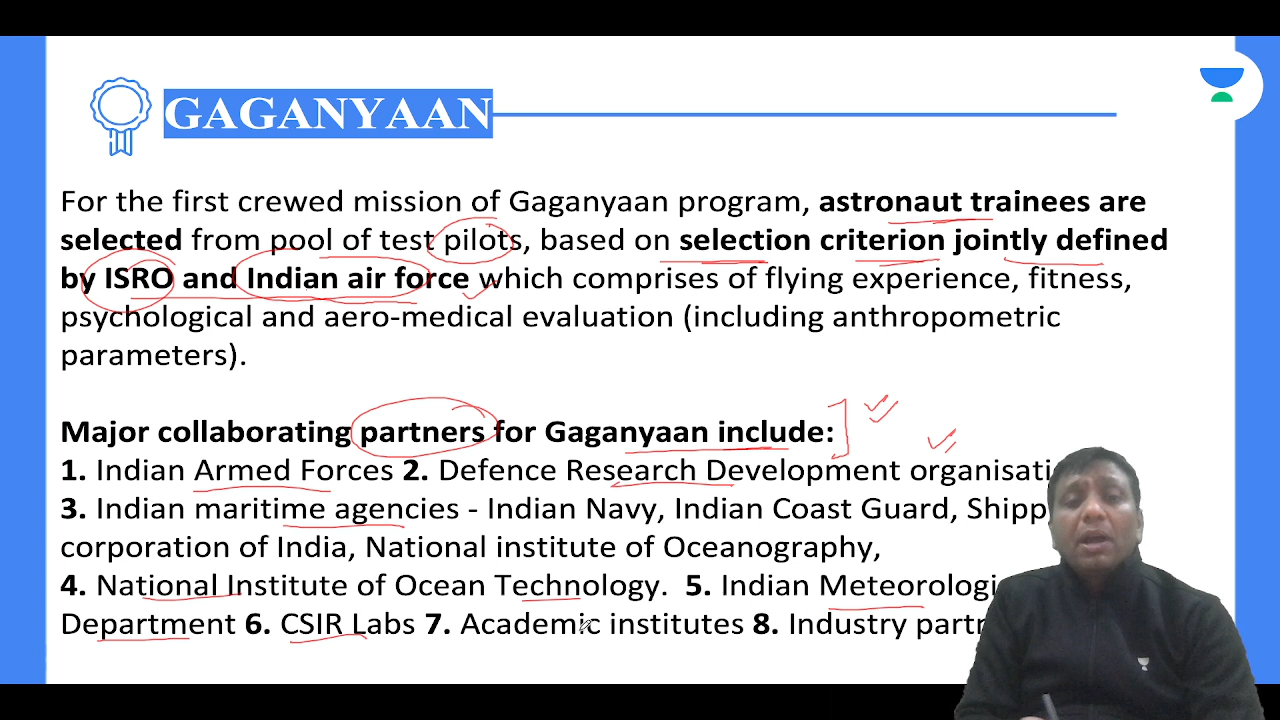 GAGANYAAN
For the first crewed mission of Gaganyaan program, astronaut trainees are
selected from pool of test pilots, based on selection criterion jointly defined
by ISRO and Indian air force which comprises of flying experience, fitness,
psychological and aero-medical evaluation (including anthropometric
parameters).
Major collaborating partners for Gaganyaan include:
1. Indian Armed Forces 2. Defence Research Development
3. Indian maritime agencies - Indian Navy, Indian Coast Guard,
corporation of India, National institute of Oceanography,
4. National Institute of Ocean Technology. 5. Indian
Department 6. CSIR Labs 7. Academic institutes 8. Industry